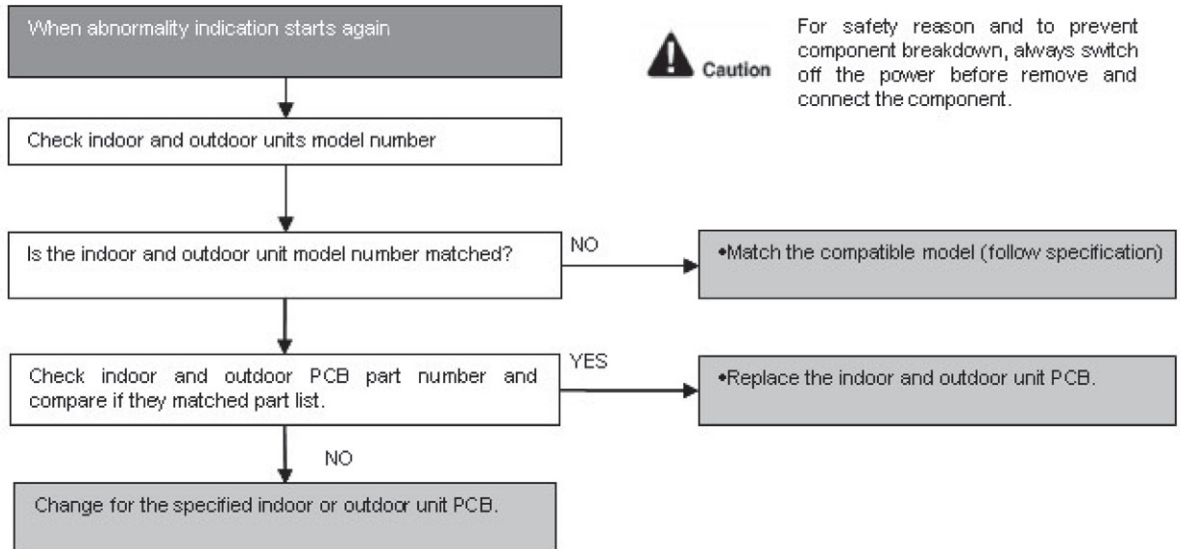 When abnormality indication starts again
Caution
For safety reason and to prevent
component breakdown, always switch
off the power before remove and
connect the component.
Check indoor and outdoor units model number
Is the indoor and outdoor unit model number matched?
NO
•Match the compatible model (follow specification)
Check indoor and outdoor PCB part number and
compare if they matched part list.
YES
•Replace the indoor and outdoor unit PCB.
NO
Change for the specified indoor or outdoor unit PCB.